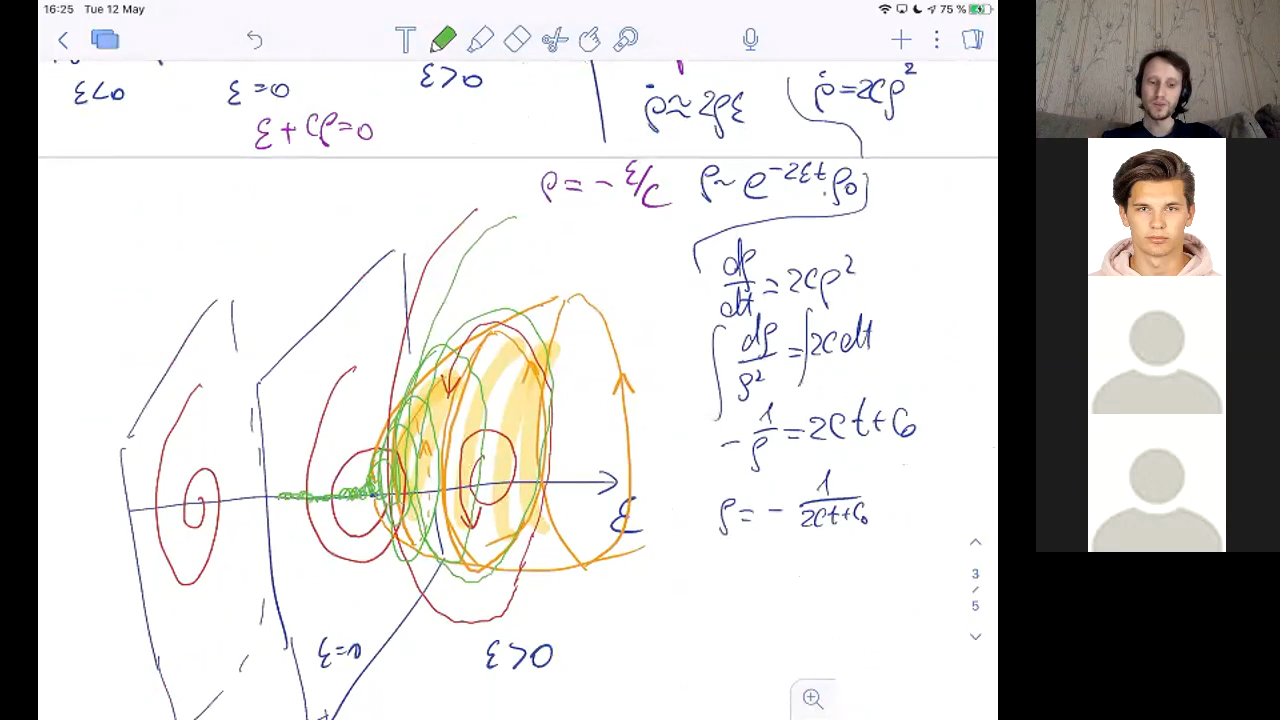 16:25 Tue 12 May
75 %
T
ε<0
ε=0
ε>0
ε+Cρ=0
ρ̇≈2ρε
ρ̇=2Cρ²
ρ=-ε/C
ρ~e^{-2εt}·ρ₀
dρ/dt=2Cρ²
∫dρ/ρ²=∫2Cdt
-1/ρ=2Ct+C₀
ρ=-1/(2Ct+C₀)
ε
ε=0
ε>0
3
/
5